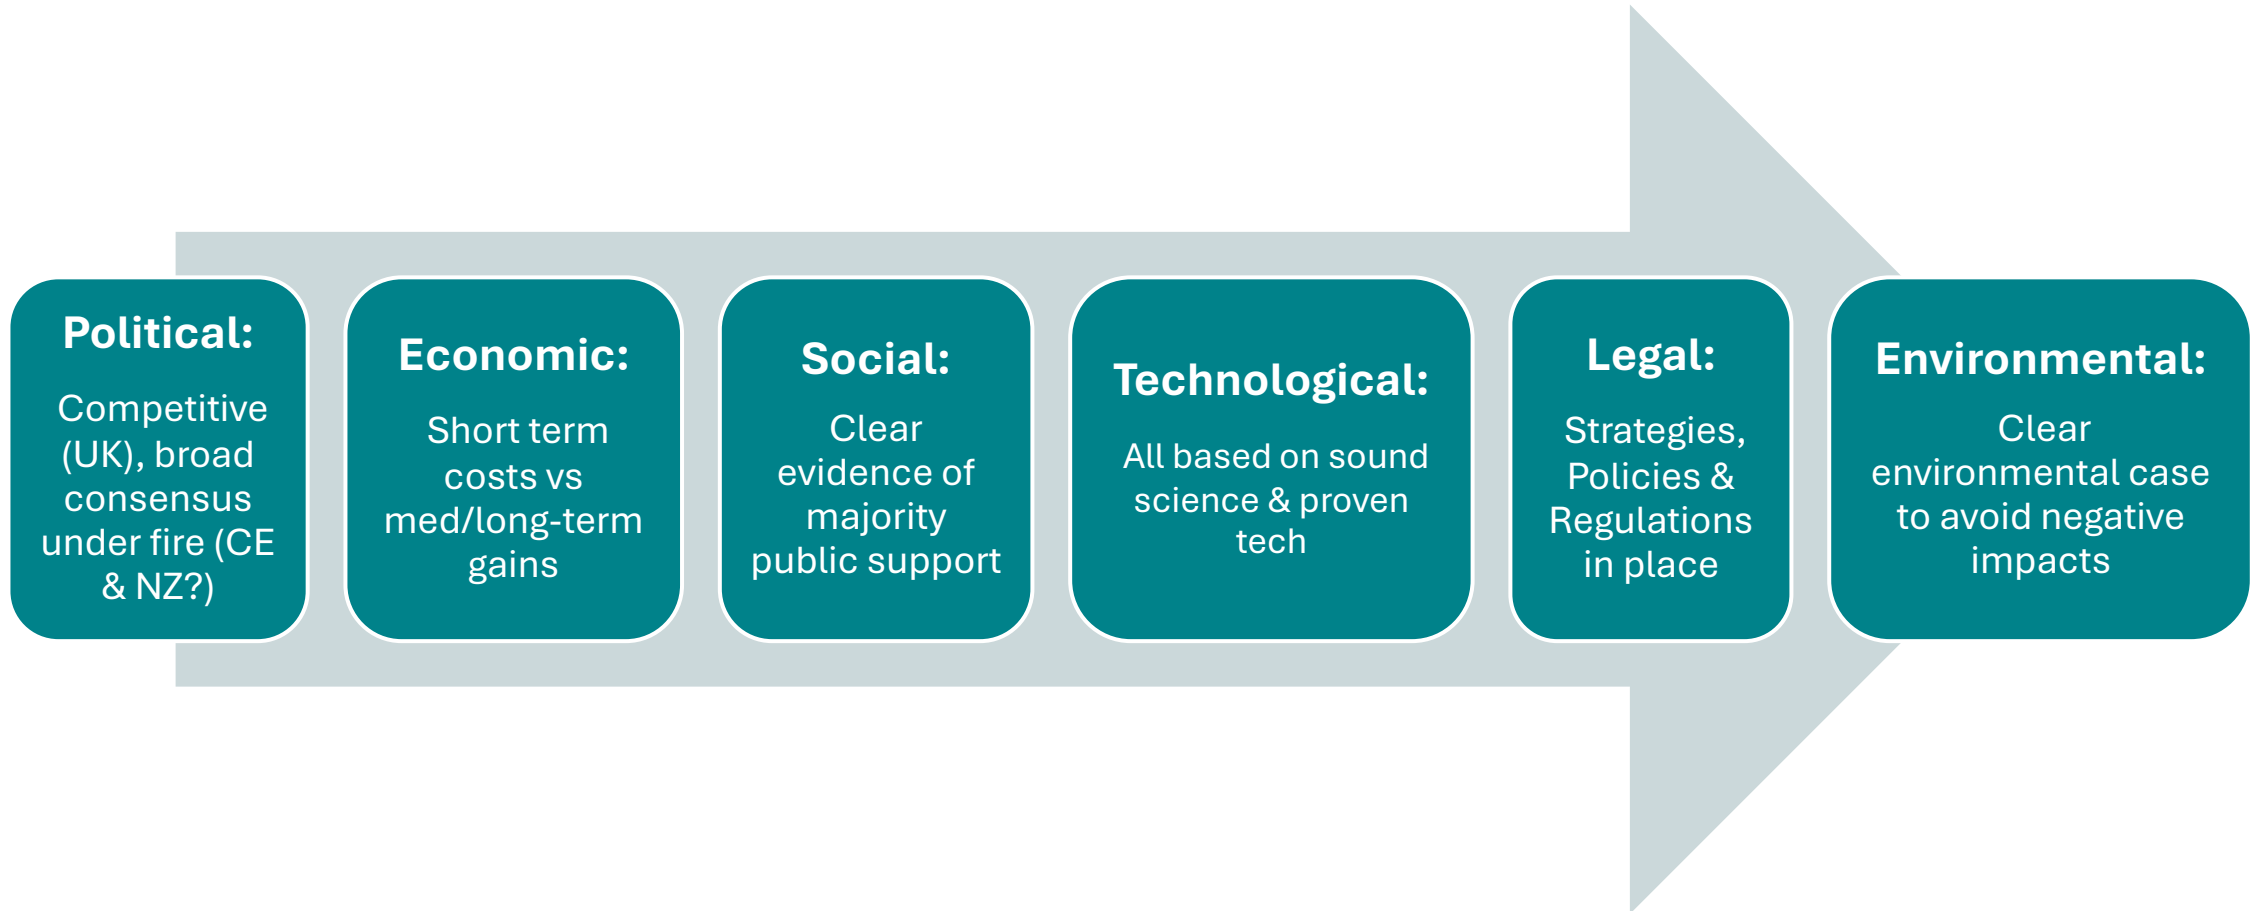 Political:
Competitive
(UK), broad
consensus
under fire (CE
& NZ?)
Economic:
Short term
costs vs
med/long-term
gains
Social:
Clear
evidence of
majority
public support
Technological:
All based on sound
science & proven
tech
Legal:
Strategies,
Policies &
Regulations
in place
Environmental:
Clear
environmental case
to avoid negative
impacts